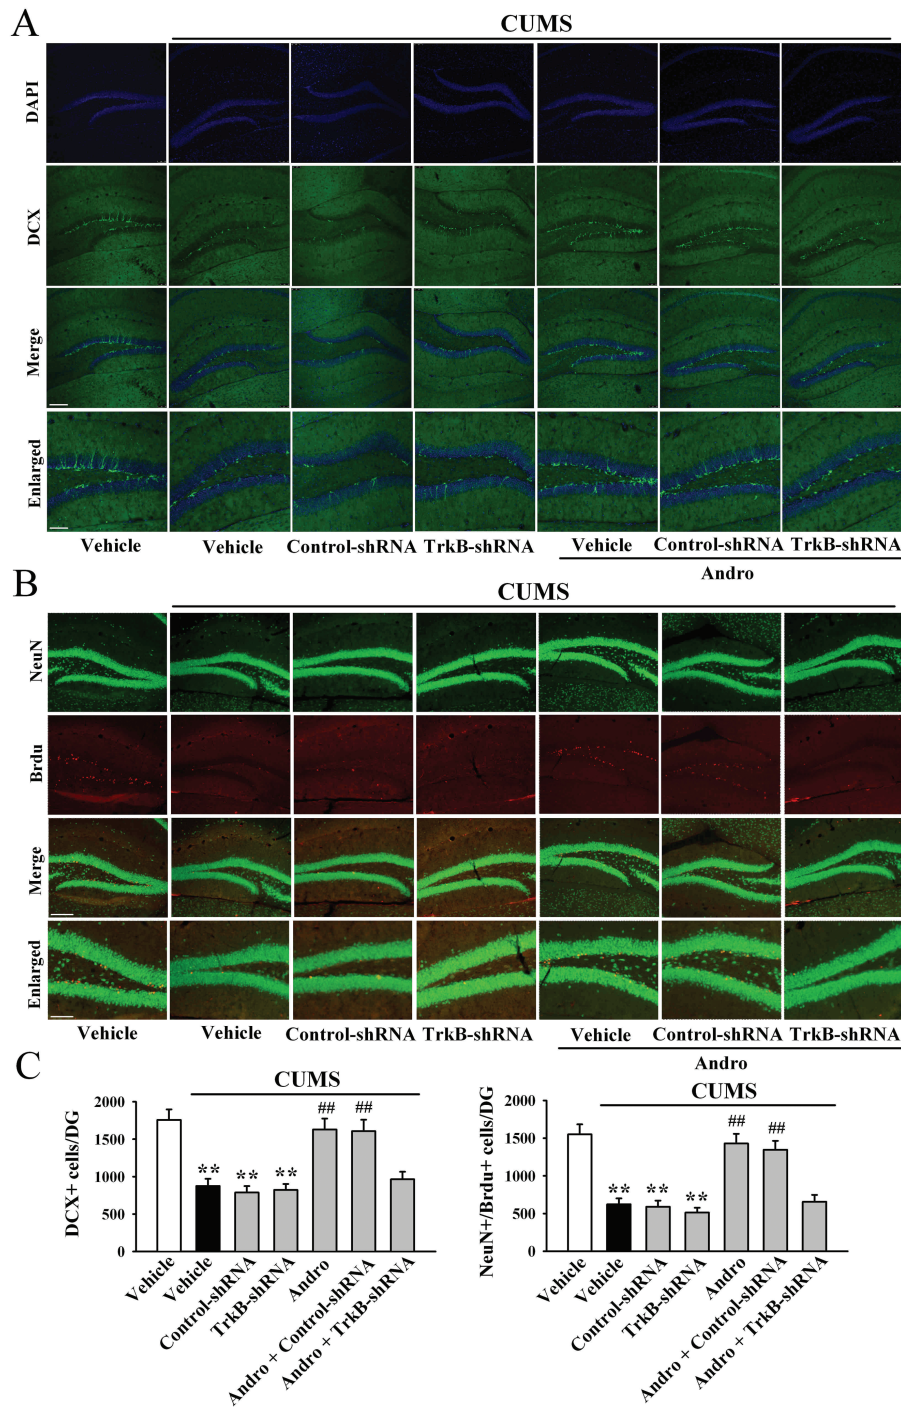 A
CUMS
DAPI
DCX
Merge
Enlarged
Vehicle Vehicle Control-shRNA TrkB-shRNA Vehicle Control-shRNA TrkB-shRNA
Andro
B
CUMS
NeuN
Brdu
Merge
Enlarged
Vehicle Vehicle Control-shRNA TrkB-shRNA Vehicle Control-shRNA TrkB-shRNA
Andro
C
CUMS
DCX+ cells/DG
2000
1500
1000
500
0
** ** ** ## ##
Vehicle
Vehicle
Control-shRNA
TrkB-shRNA
Andro
Andro + Control-shRNA
Andro + TrkB-shRNA
CUMS
NeuN+/Brdu+ cells/DG
2000
1500
1000
500
0
** ** ** ## ##
Vehicle
Vehicle
Control-shRNA
TrkB-shRNA
Andro
Andro + Control-shRNA
Andro + TrkB-shRNA